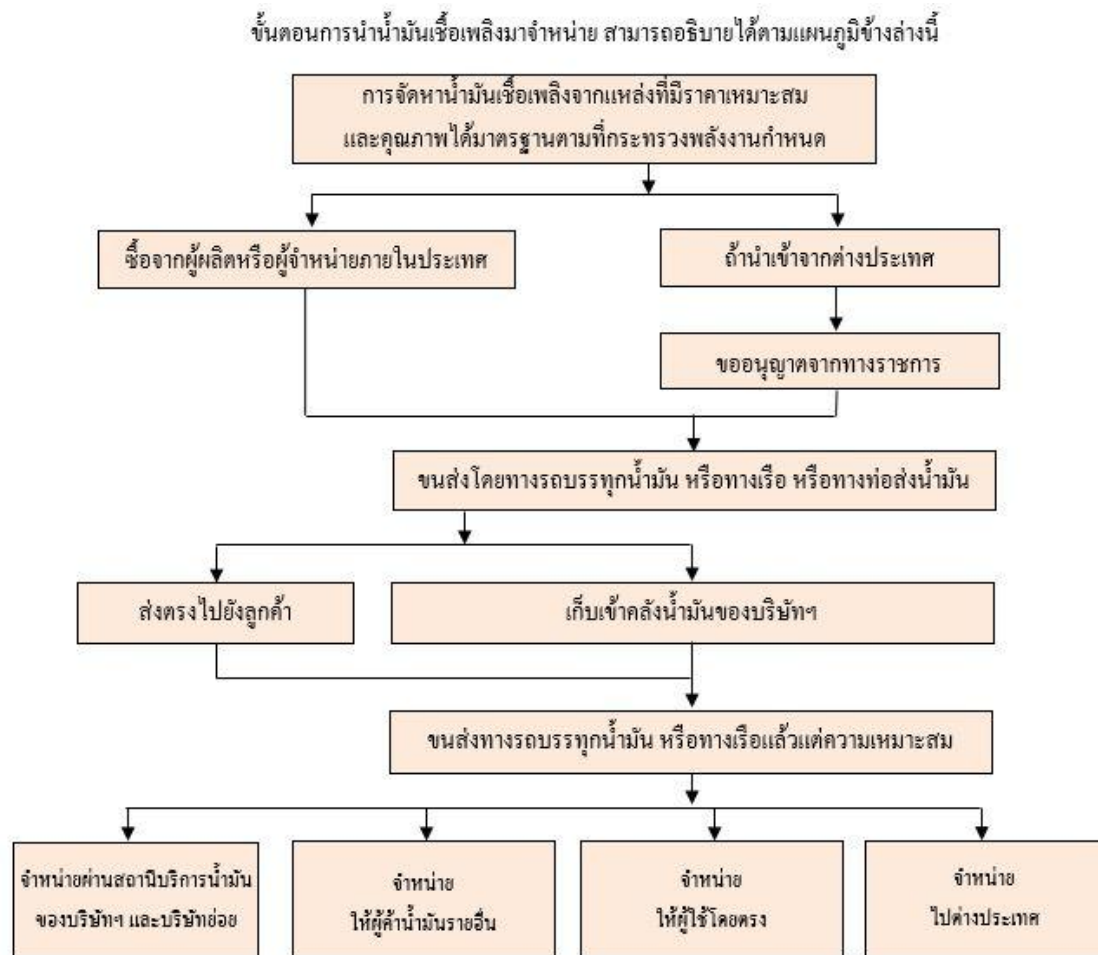 ขั้นตอนการนำน้ำมันเชื้อเพลิงมาจำหน่าย สามารถอธิบายได้ตามแผนภูมิข้างล่างนี้
การจัดหาน้ำมันเชื้อเพลิงจากแหล่งที่มีราคาเหมาะสม
และคุณภาพได้มาตรฐานตามที่กระทรวงพลังงานกำหนด
ซื้อจากผู้ผลิตหรือผู้จำหน่ายภายในประเทศ
ถ้านำเข้าจากต่างประเทศ
ขออนุญาตจากทางราชการ
ขนส่งโดยทางรถบรรทุกน้ำมัน หรือทางเรือ หรือทางท่อส่งน้ำมัน
ส่งตรงไปยังลูกค้า
เก็บเข้าคลังน้ำมันของบริษัทฯ
ขนส่งทางรถบรรทุกน้ำมัน หรือทางเรือแล้วแต่ความเหมาะสม
จำหน่ายผ่านสถานีบริการน้ำมัน
ของบริษัทฯ และบริษัทย่อย
จำหน่าย
ให้ผู้ค้าน้ำมันรายอื่น
จำหน่าย
ให้ผู้ใช้โดยตรง
จำหน่าย
ไปต่างประเทศ